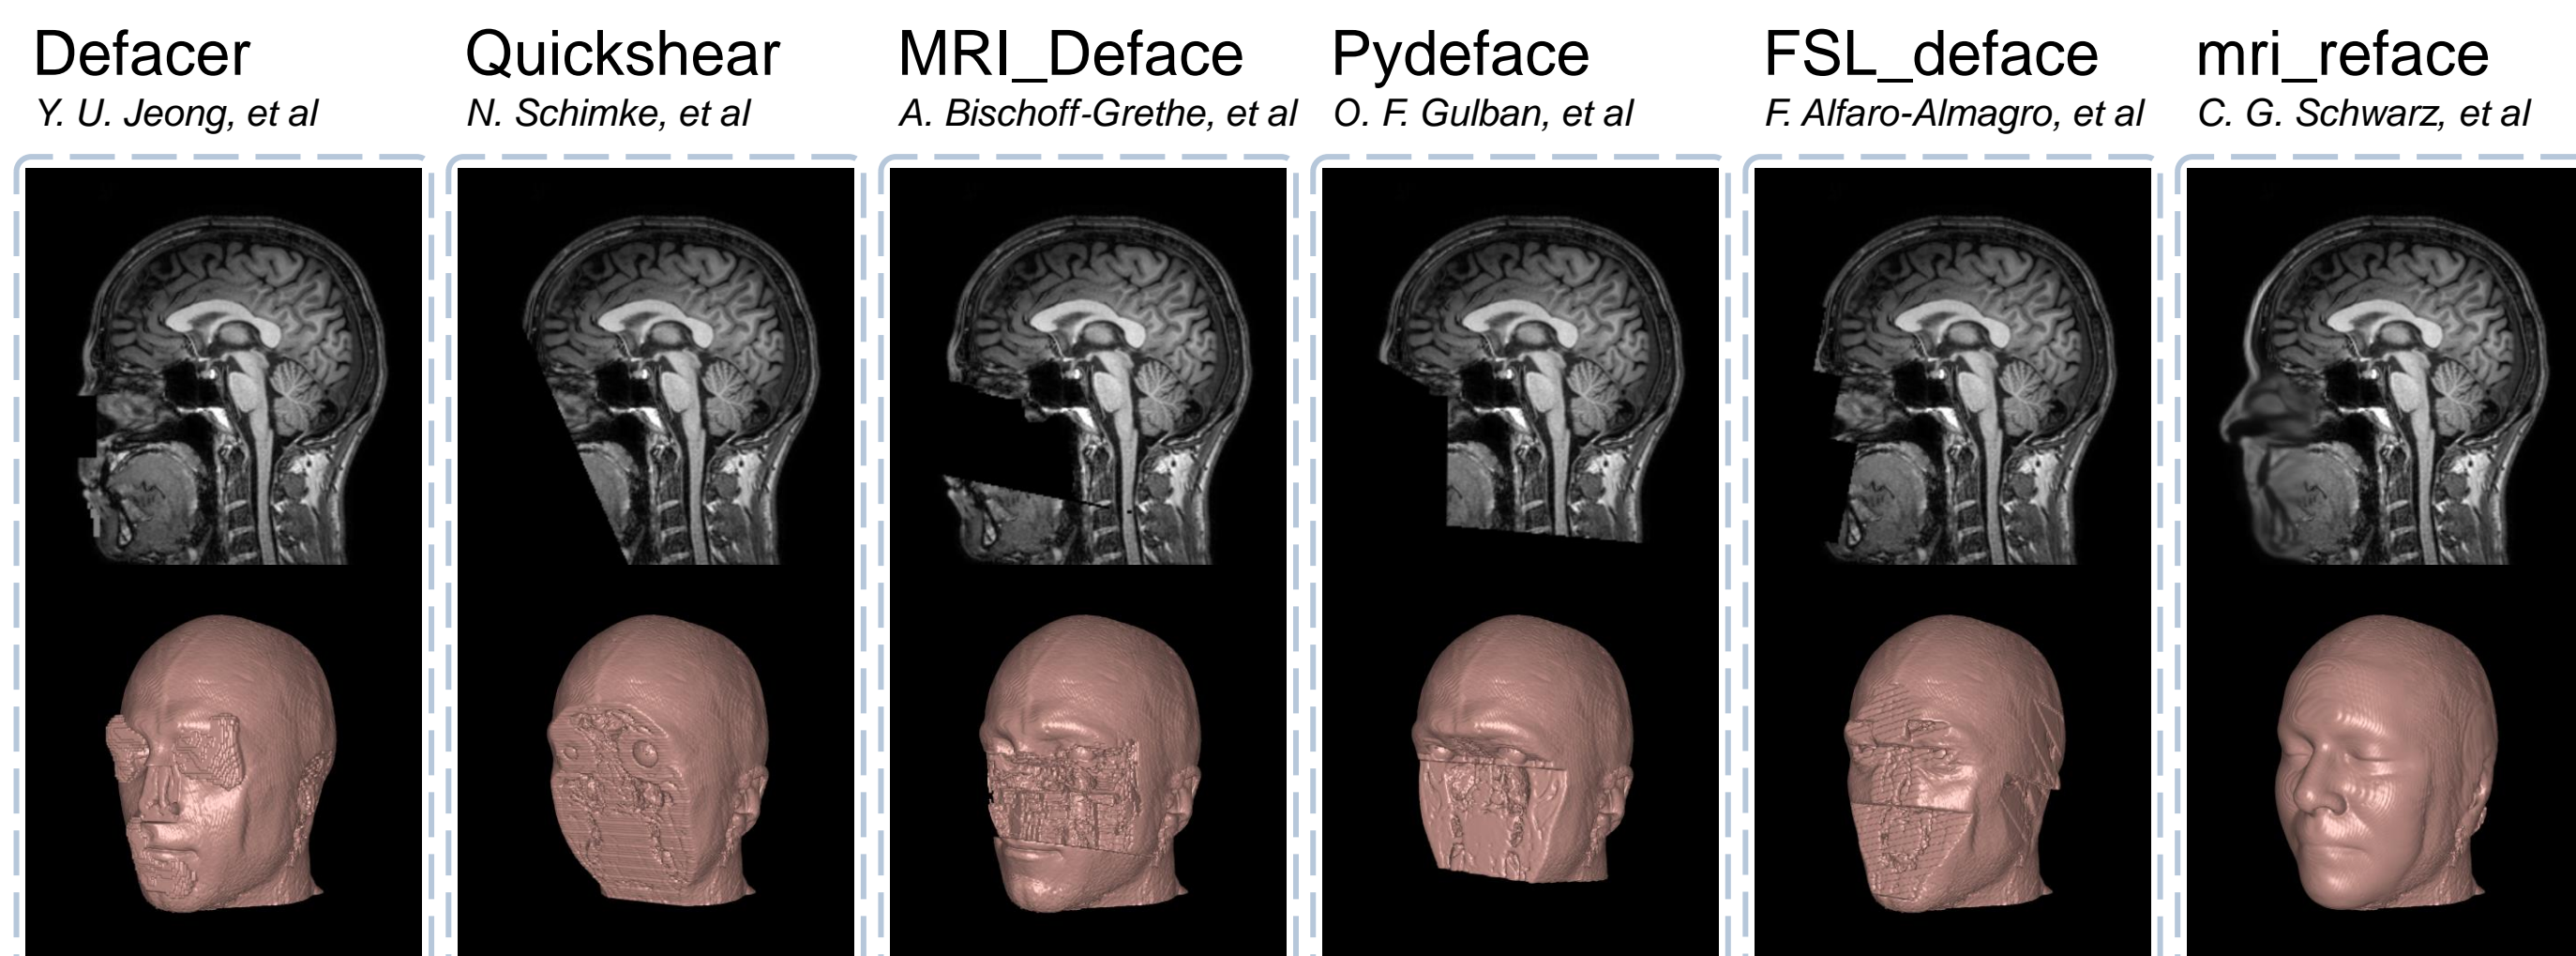 Defacer
Y. U. Jeong, et al
Quickshear
N. Schimke, et al
MRI_Deface
A. Bischoff-Grethe, et al
Pydeface
O. F. Gulban, et al
FSL_deface
F. Alfaro-Almagro, et al
mri_reface
C. G. Schwarz, et al